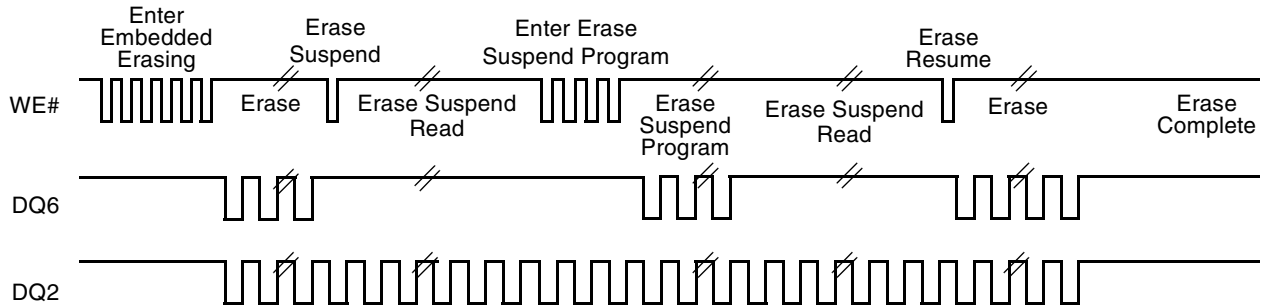 Enter
Embedded
Erasing
Erase
Suspend
Enter Erase
Suspend Program
Erase
Resume
WE#
Erase
Erase Suspend
Read
Erase
Suspend
Program
Erase Suspend
Read
Erase
Erase
Complete
DQ6
DQ2